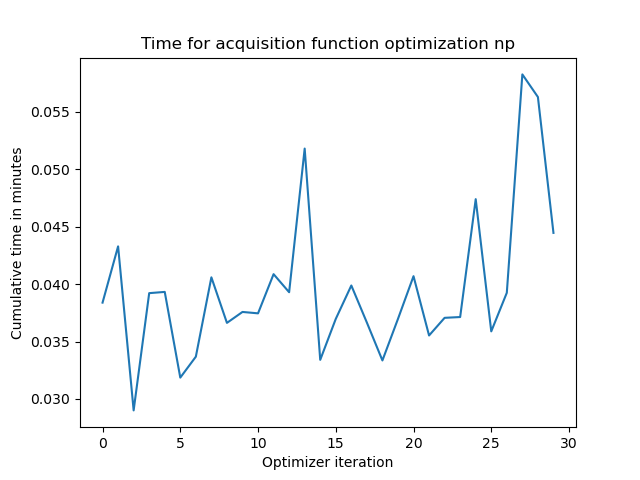 Time for acquisition function optimization np
Cumulative time in minutes
0.055
0.050
0.045
0.040
0.035
0.030
0 5 10 15 20 25 30
Optimizer iteration